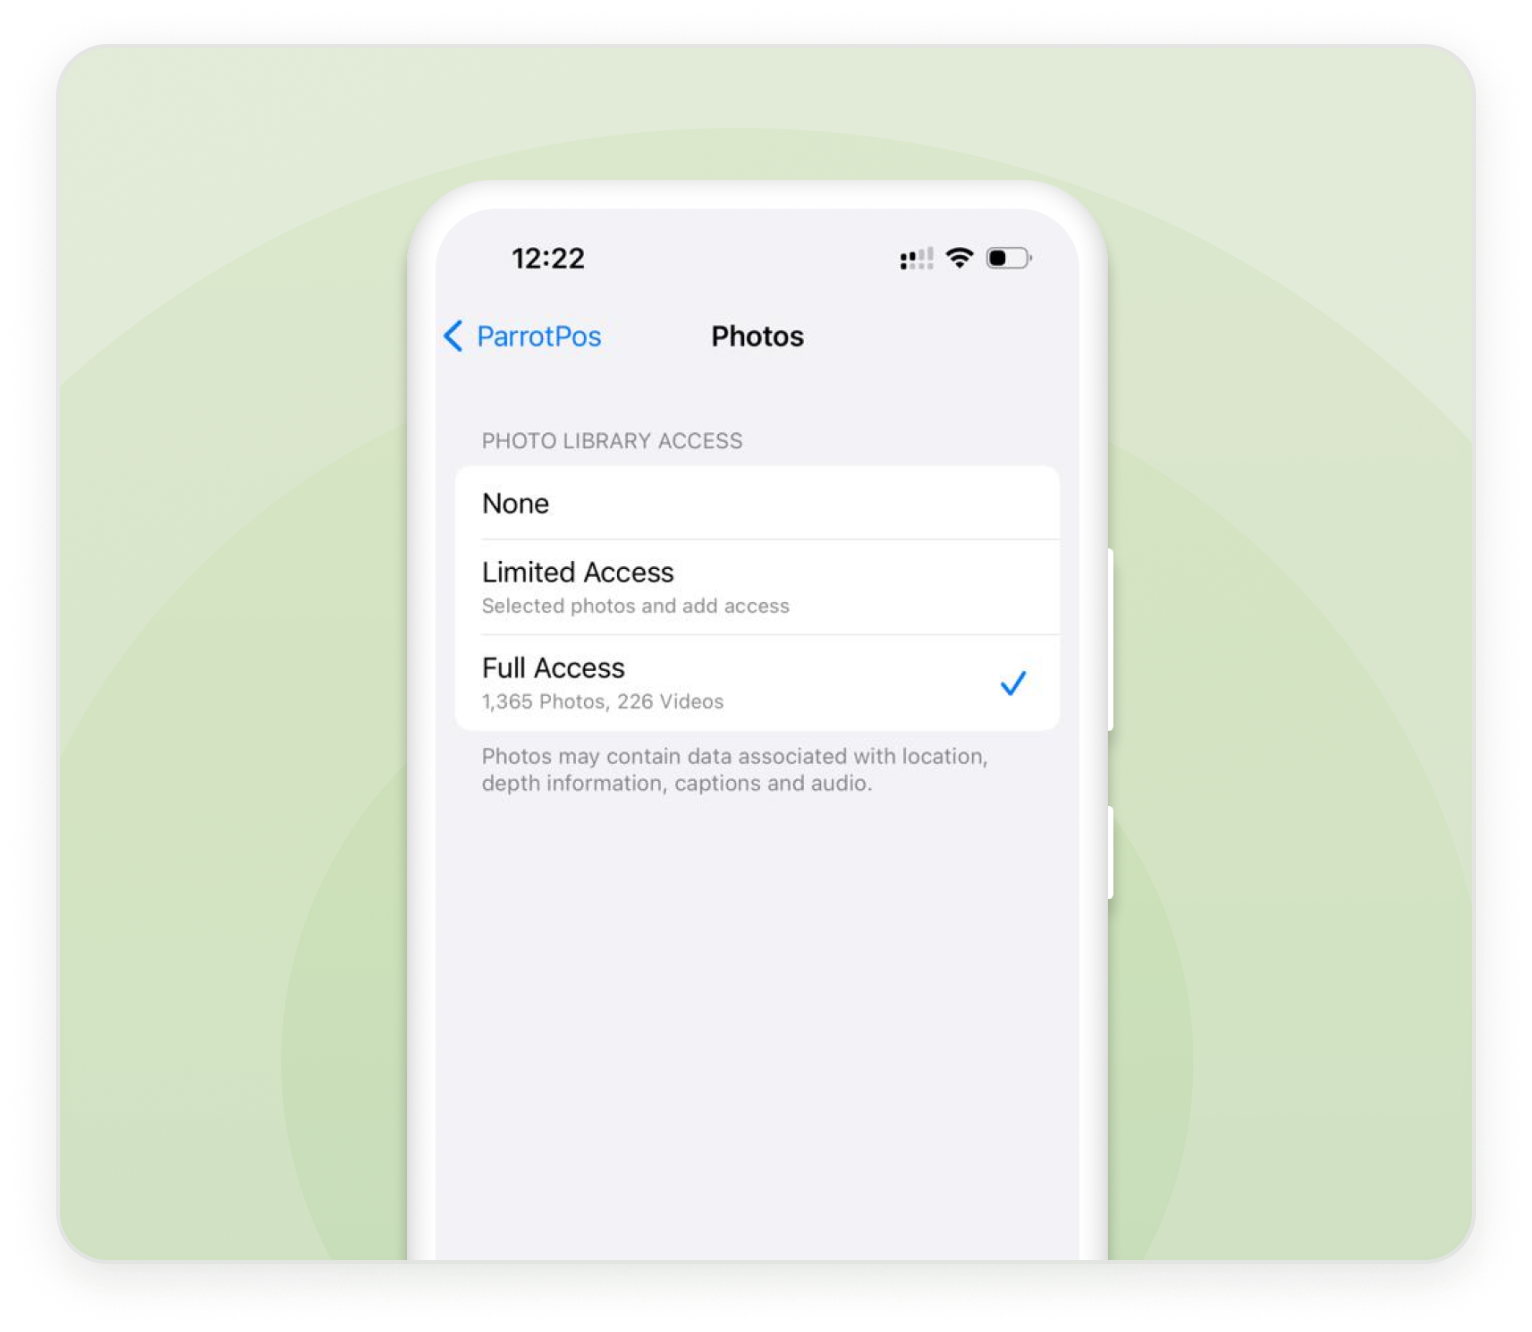 12:22
ParrotPos
Photos
PHOTO LIBRARY ACCESS
None
Limited Access
Selected photos and add access
Full Access
1,365 Photos, 226 Videos
Photos may contain data associated with location,
depth information, captions and audio.